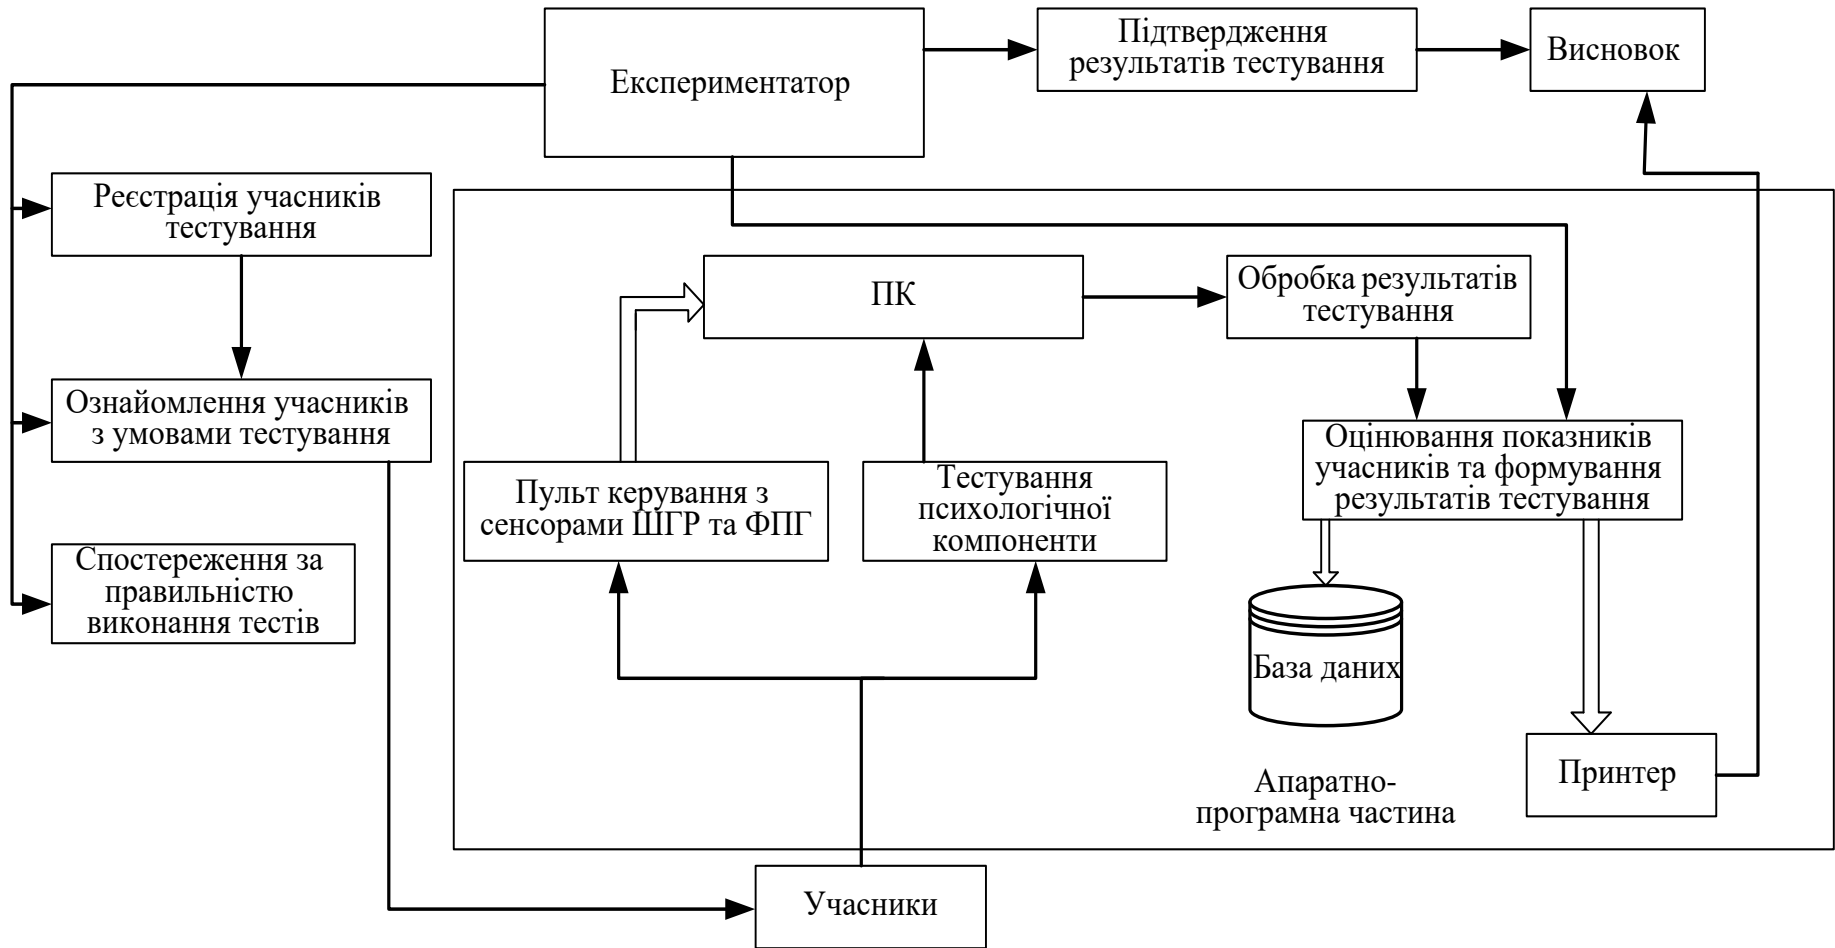 Експериментатор
Підтвердження
результатів тестування
Висновок
Реєстрація учасників
тестування
ПК
Обробка результатів
тестування
Ознайомлення учасників
з умовами тестування
Оцінювання показників
учасників та формування
результатів тестування
Пульт керування з
сенсорами ШГР та ФПГ
Тестування
психологічної
компоненти
Спостереження за
правильністю
виконання тестів
База даних
Принтер
Апаратно-
програмна частина
Учасники